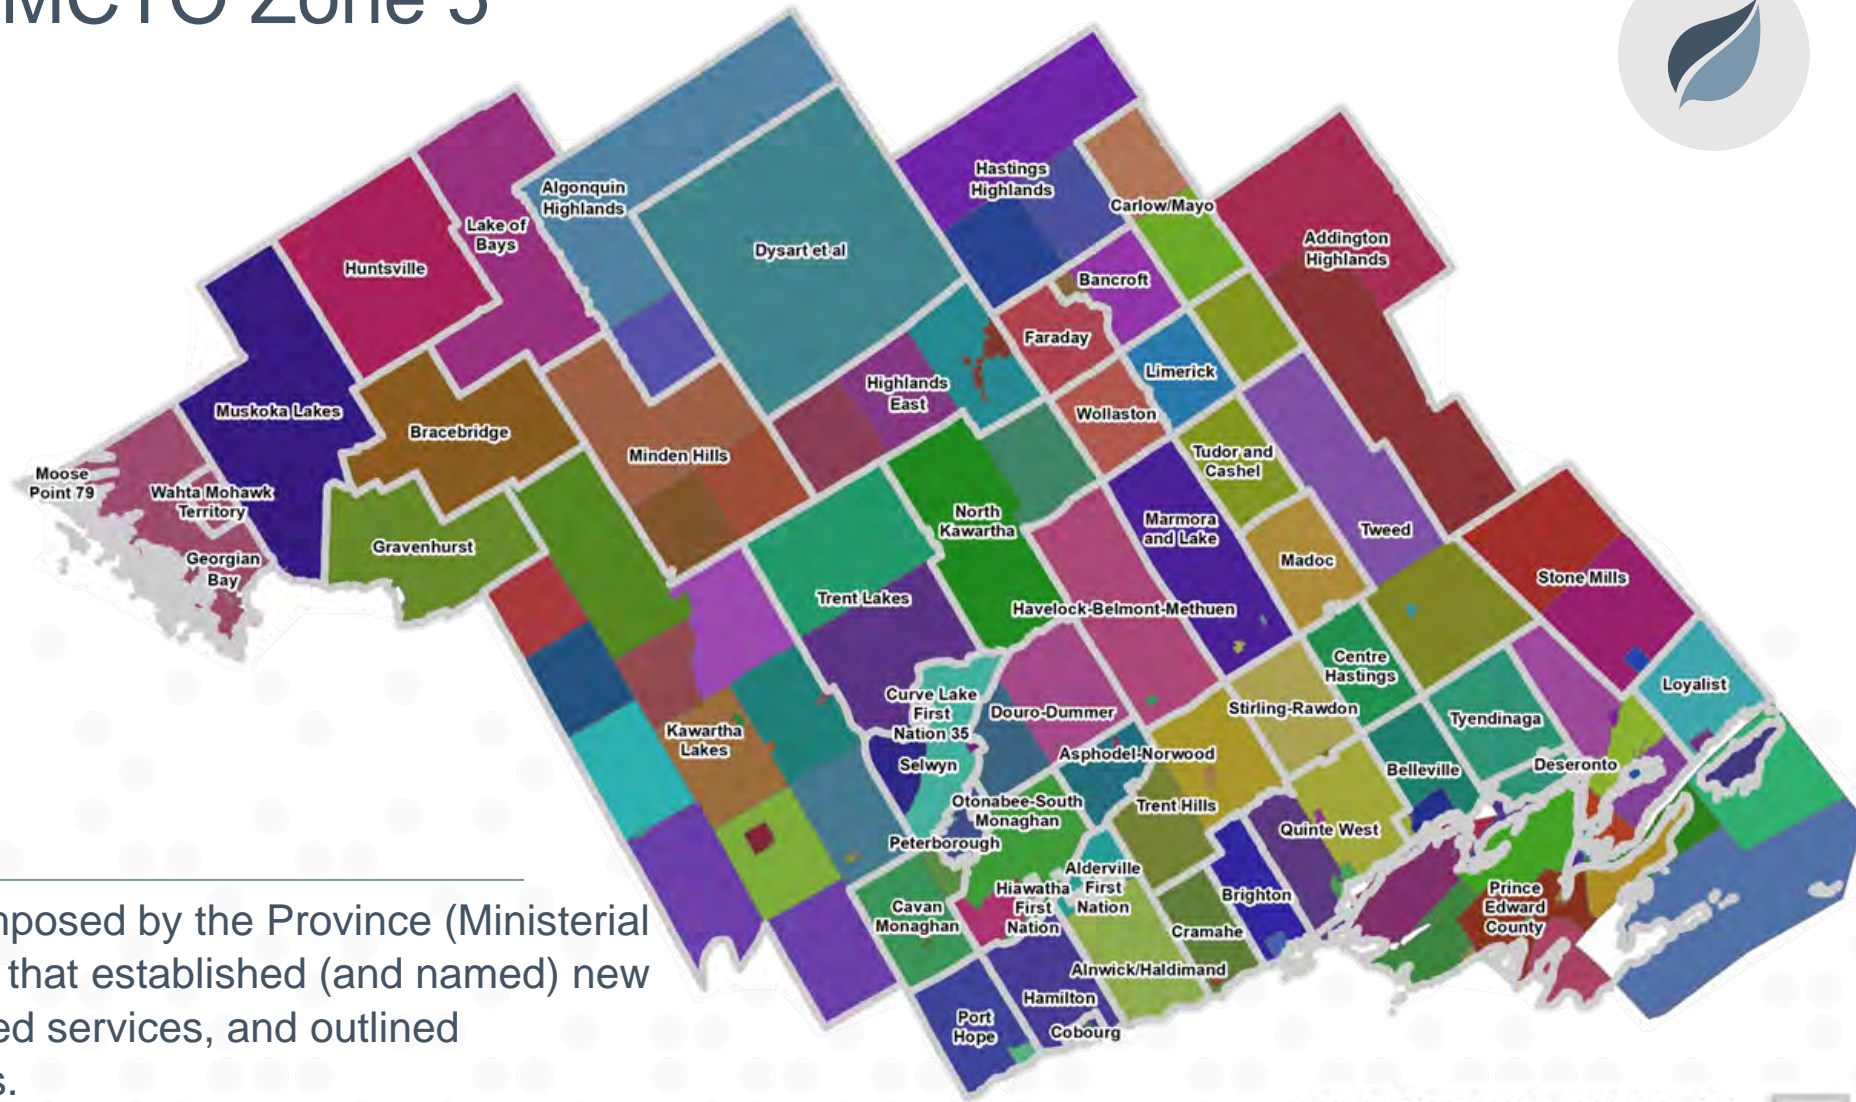 MCTO Zone 5
Hastings
Highlands
Algonquin
Highlands
Carlow/Mayo
Lake of
Bays
Addington
Highlands
Dysart et al
Huntsville
Bancroft
Faraday
Limerick
Highlands
East
Muskoka Lakes
Wollaston
Bracebridge
Minden Hills
Tudor and
Cashel
Moose
Point 79
Wahta Mohawk
Territory
North
Kawartha
Marmora
and Lake
Tweed
Gravenhurst
Madoc
Georgian
Bay
Stone Mills
Trent Lakes
Havelock-Belmont-Methuen
Centre
Hastings
Loyalist
Curve Lake
First
Nation 35
Douro-Dummer
Stirling-Rawdon
Tyendinaga
Kawartha
Lakes
Asphodel-Norwood
Selwyn
Belleville
Deseronto
Otonabee-South
Monaghan
Trent Hills
Quinte West
Peterborough
Alderville
First
Nation
Hiawatha
First
Nation
Brighton
Prince
Edward
County
Cavan
Monaghan
Cramahe
Alnwick/Haldimand
Hamilton
Port
Hope
Cobourg
mposed by the Province (Ministerial
that established (and named) new
ed services, and outlined
s.